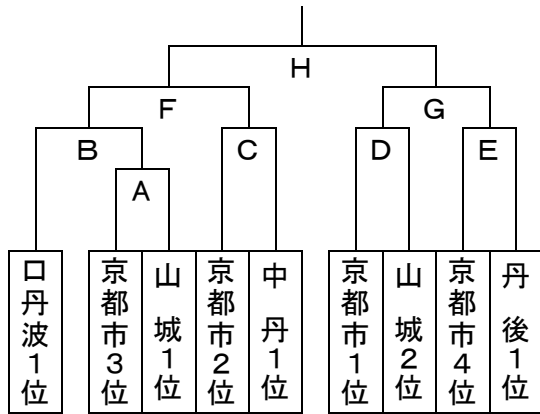 H
F
G
B
C
D
E
A
口丹波1位
京都市3位
山城1位
京都市2位
中丹1位
京都市1位
山城2位
京都市4位
丹後1位